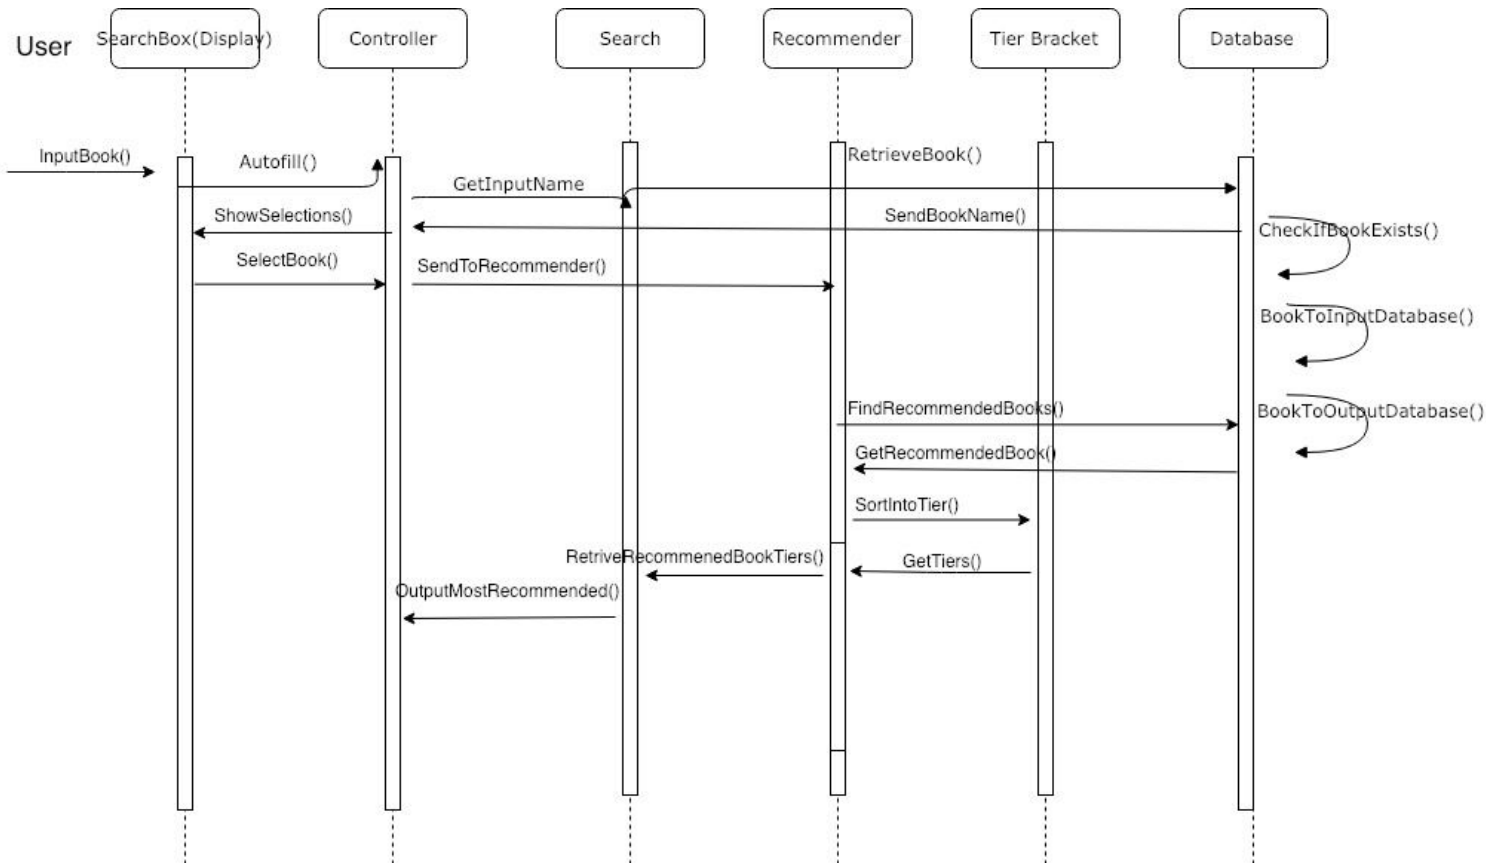 User
SearchBox(Display)
Controller
Search
Recommender
Tier Bracket
Database
InputBook()
Autofill()
RetrieveBook()
GetInputName
ShowSelections()
SendBookName()
CheckIfBookExists()
SelectBook()
SendToRecommender()
BookToInputDatabase()
FindRecommendedBooks()
BookToOutputDatabase()
GetRecommendedBook()
SortIntoTier()
RetriveRecommenedBookTiers()
GetTiers()
OutputMostRecommended()